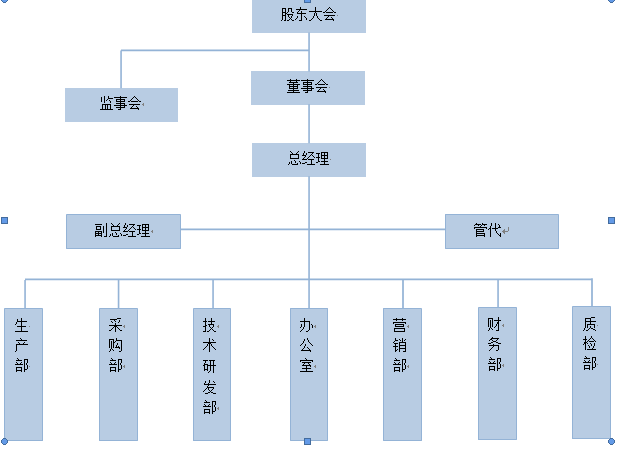 股东大会
监事会
董事会
总经理
副总经理
管代
生产部
采购部
技术研发部
办公室
营销部
财务部
质检部